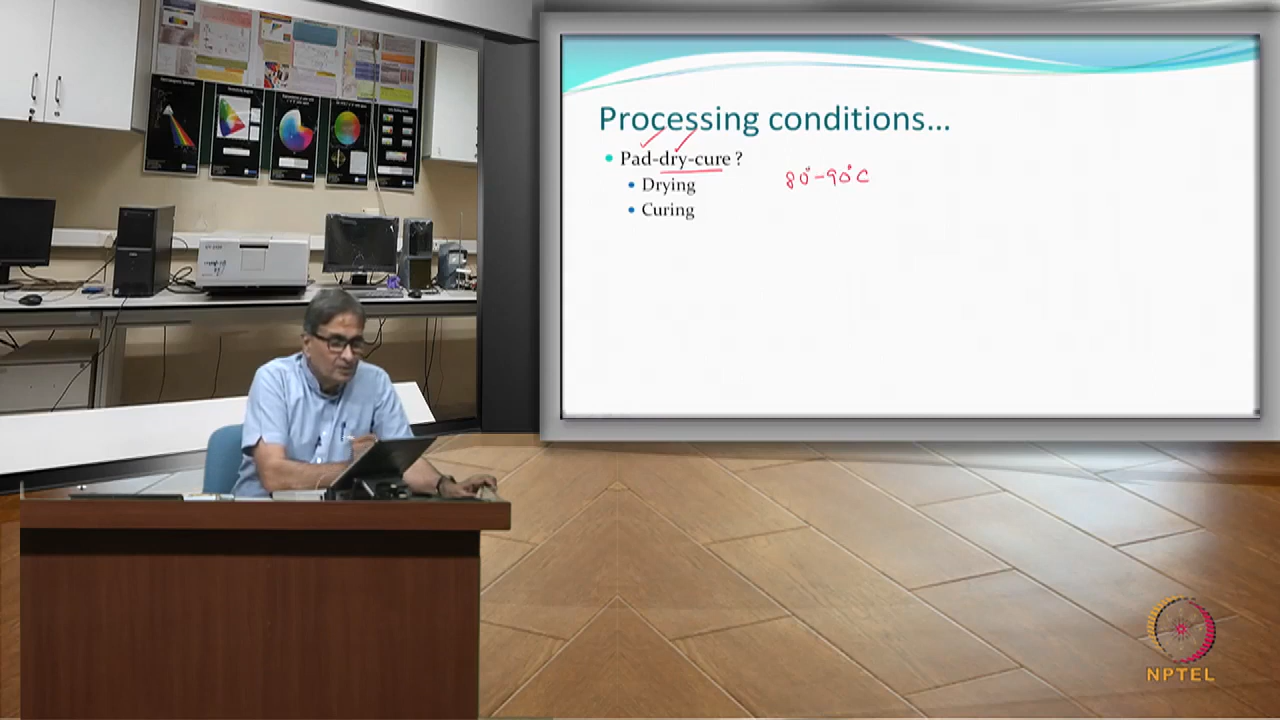 Processing conditions...
Pad-dry-cure ?
Drying
80°-90°C
Curing
NPTEL